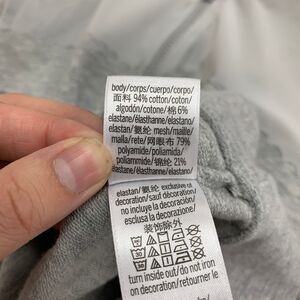 body/corps/cuerpo/corpo/
面料 94% cotton/coton/
algodón/cotone/棉 6%
elastane/élasthanne/elastano/
elastan/氨纶 mesh/maille/
malla/rete/网眼布 79%
polyamide/poliamida/
poliammide/锦纶 21%
elastane/élasthanne/elastano/
elastan/氨纶 exclusive of
decoration/sauf décoration/
no incluye la decoración/
esclusa la decorazione/
装饰除外
turn inside out/do not iron
on decoration/retourner